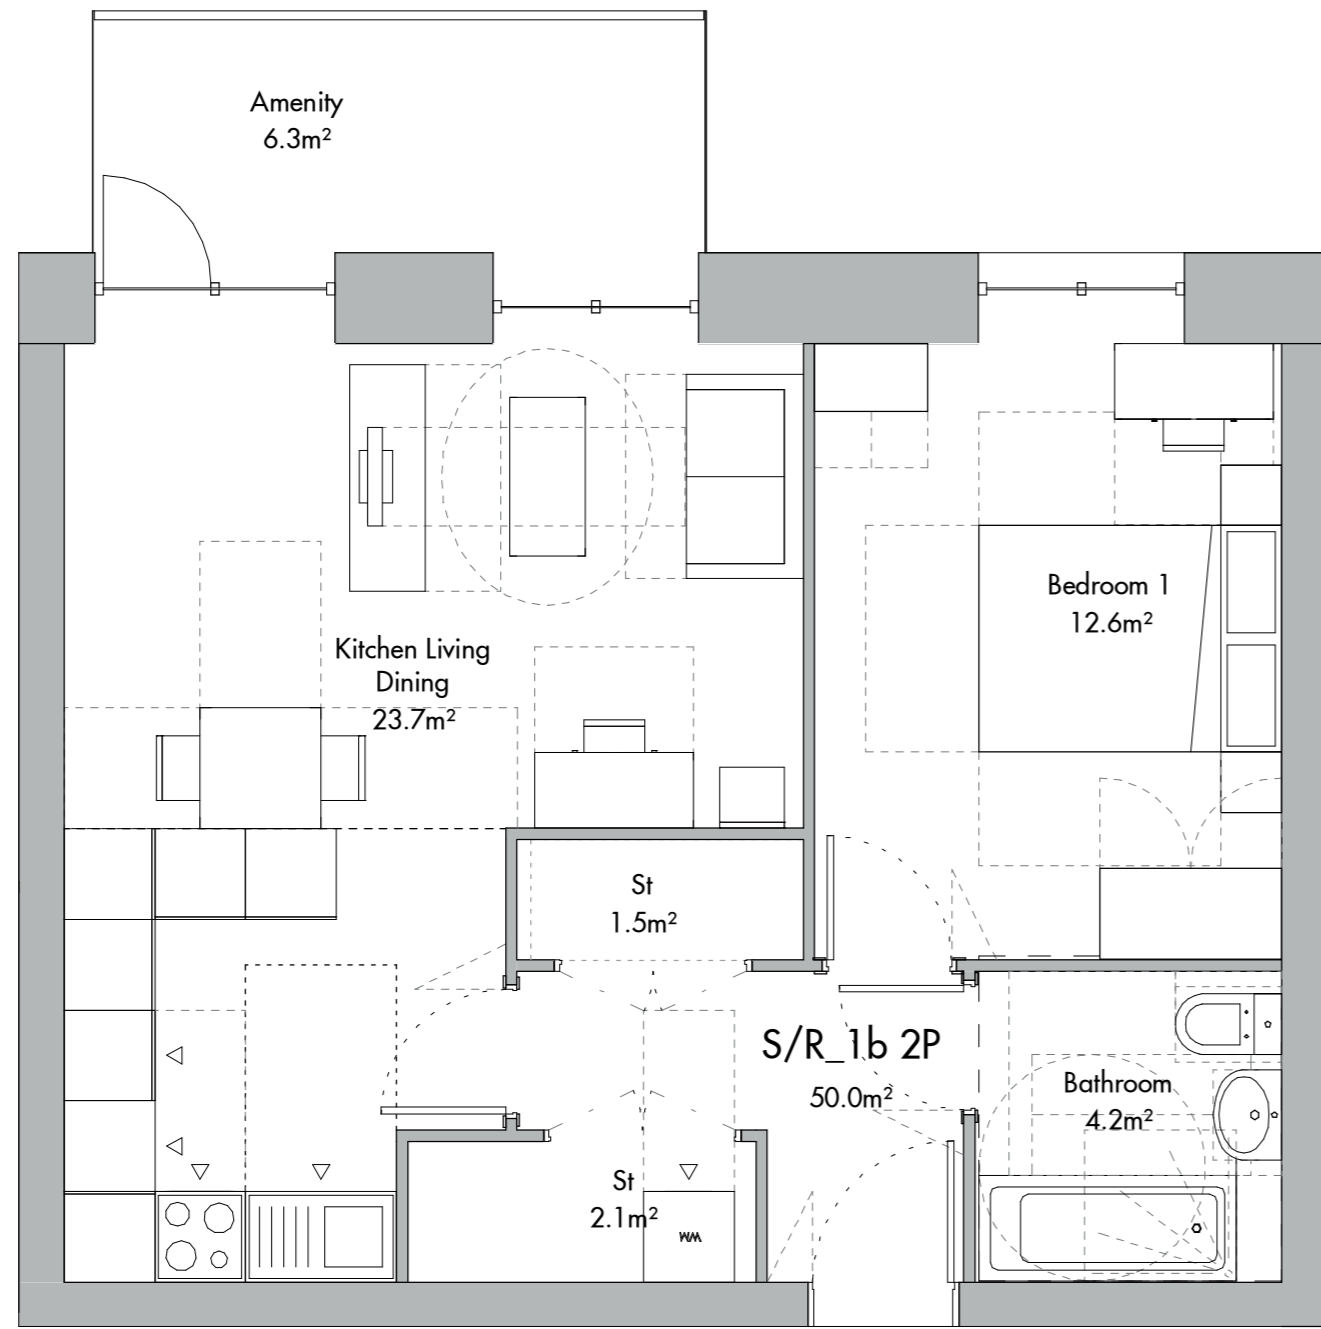 Amenity
6.3m²
Kitchen Living
Dining
23.7m²
Bedroom 1
12.6m²
St
1.5m²
S/R_1b 2P
50.0m²
Bathroom
4.2m²
St
2.1m²
WM